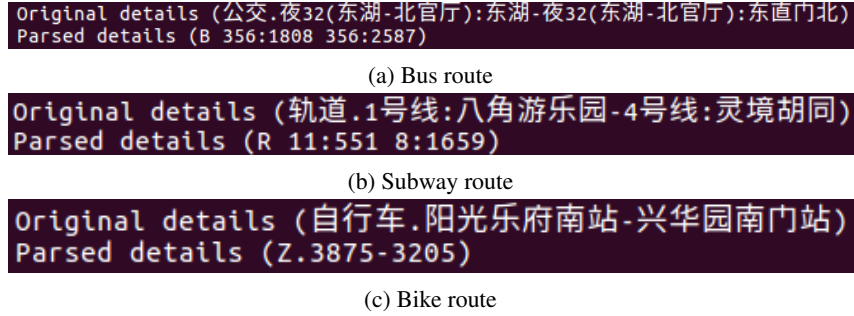 Original details (公交.夜32(东湖-北官厅):东湖-夜32(东湖-北官厅):东直门北)
Parsed details (B 356:1808 356:2587)
(a) Bus route
Original details (轨道.1号线:八角游乐园-4号线:灵境胡同)
Parsed details (R 11:551 8:1659)
(b) Subway route
Original details (自行车.阳光乐府南站-兴华园南门站)
Parsed details (Z.3875-3205)
(c) Bike route